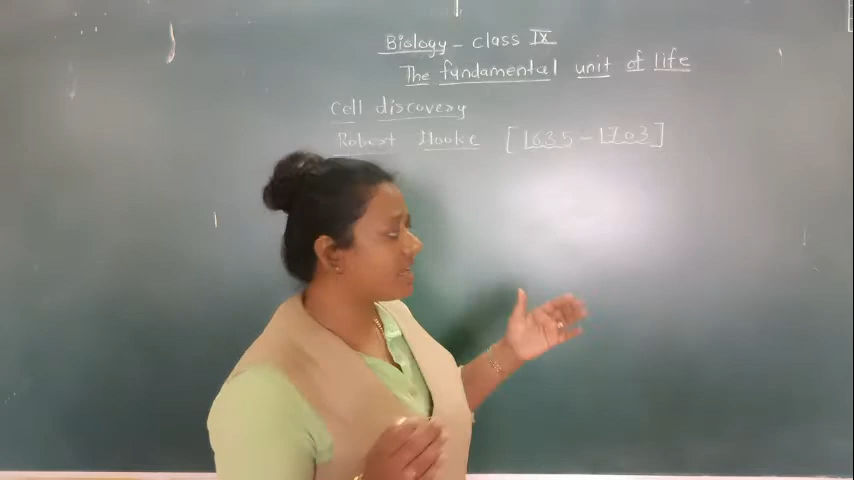 Biology - class IX
The fundamental unit of life
Cell discovery
Robert Hooke [1635-1703]